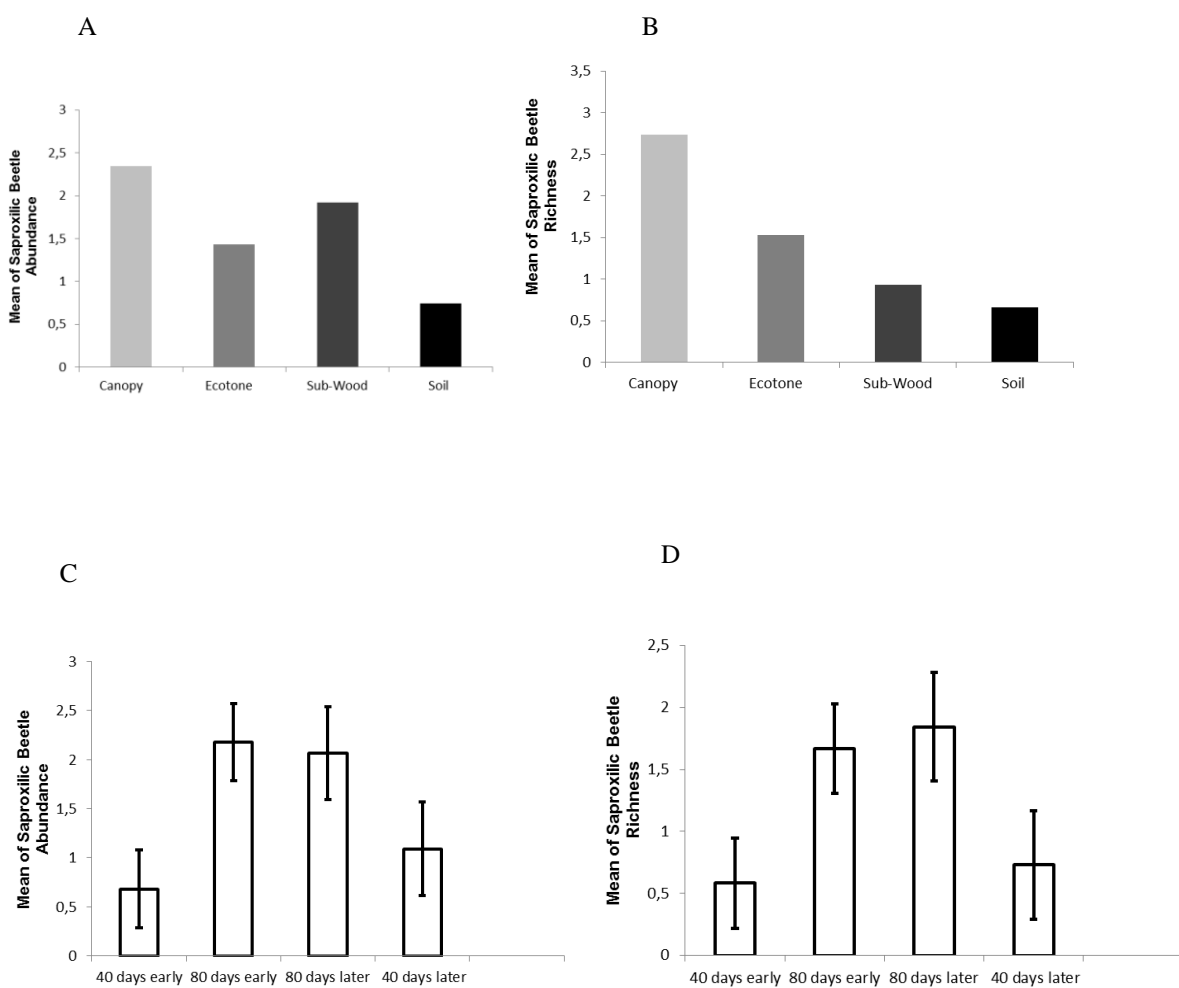 A
Mean of Saproxilic Beetle
Abundance
3
2,5
2
1,5
1
0,5
0
Canopy Ecotone Sub-Wood Soil
B
Mean of Saproxilic Beetle
Richness
3,5
3
2,5
2
1,5
1
0,5
0
Canopy Ecotone Sub-Wood Soil
C
Mean of Saproxilic Beetle
Abundance
3
2,5
2
1,5
1
0,5
0
40 days early 80 days early 80 days later 40 days later
D
Mean of Saproxilic Beetle
Richness
2,5
2
1,5
1
0,5
0
40 days early 80 days early 80 days later 40 days later